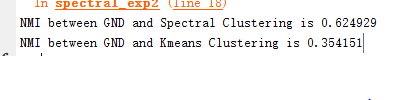 In spectral_exp2 (line 18)
NMI between GND and Spectral Clustering is 0.624929
NMI between GND and Kmeans Clustering is 0.354151